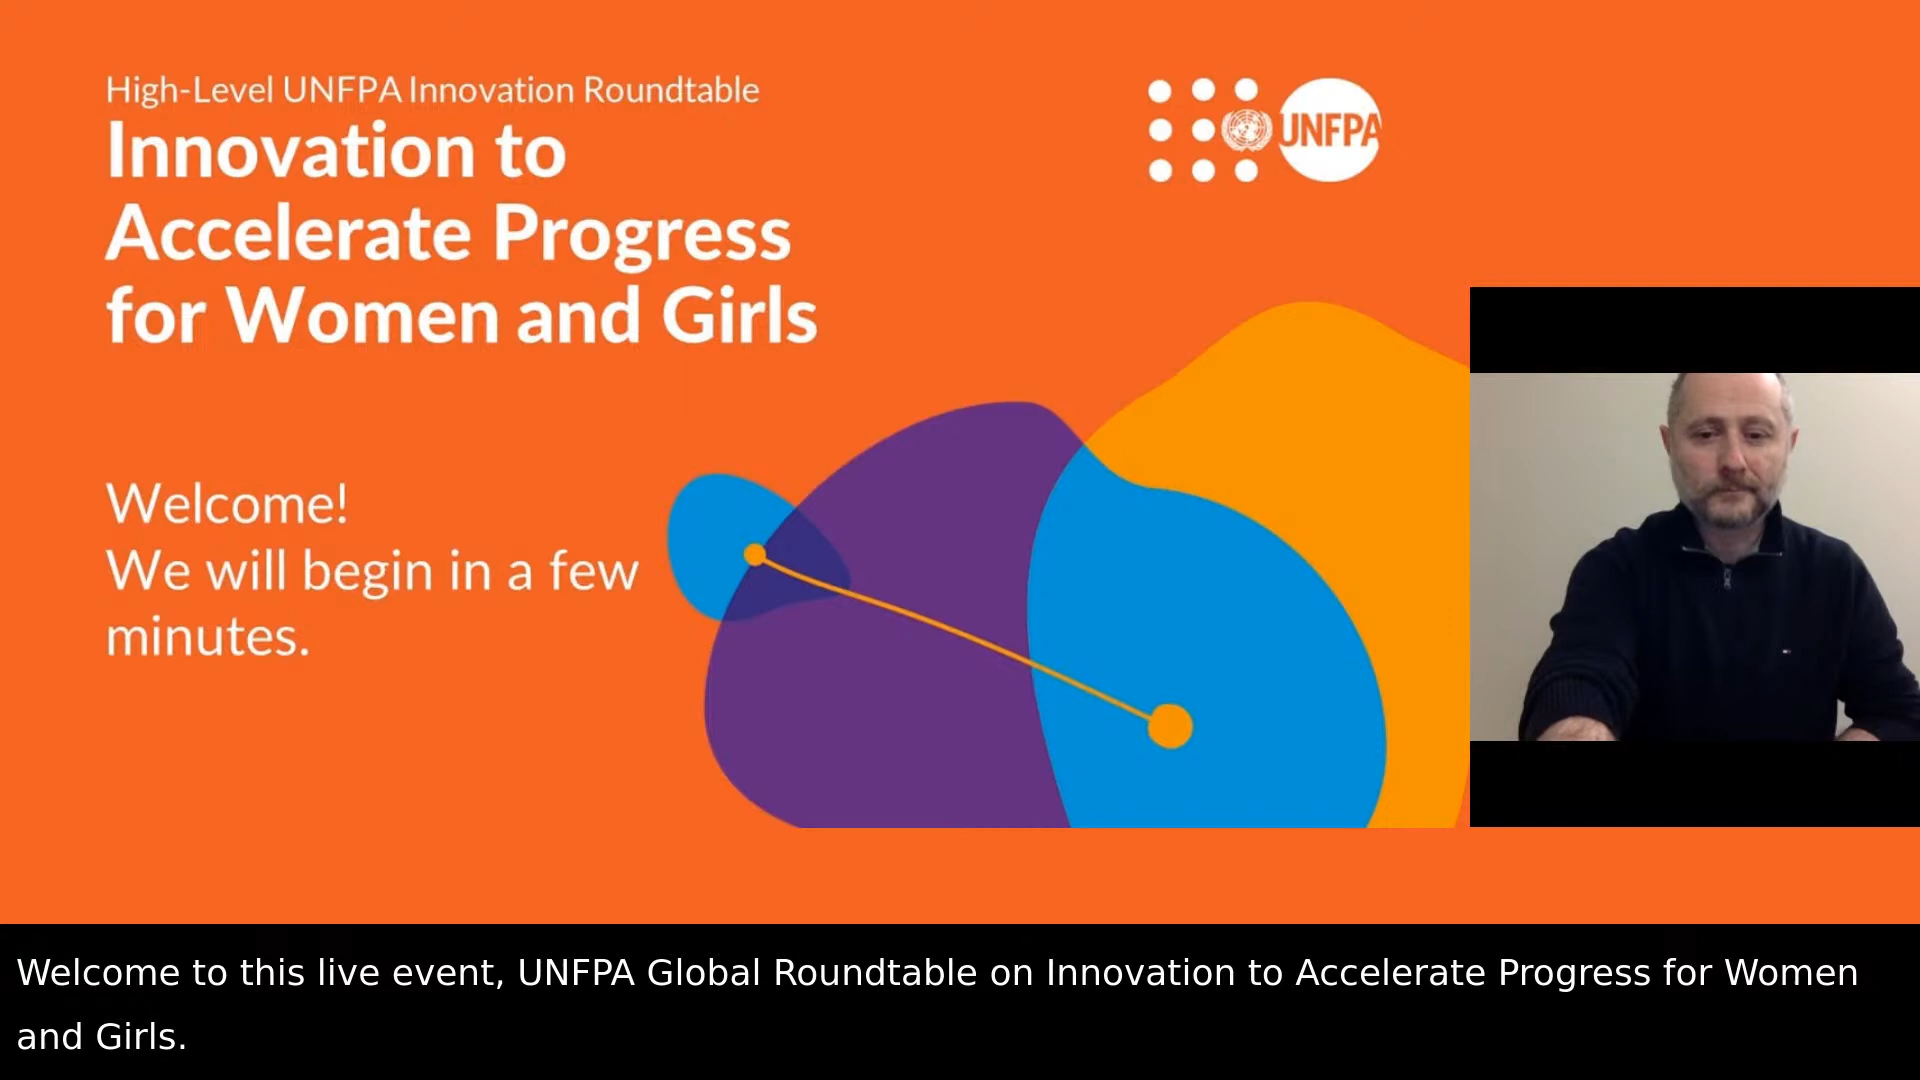 High-Level UNFPA Innovation Roundtable
Innovation to
Accelerate Progress
for Women and Girls
UNFPA
Welcome!
We will begin in a few
minutes.
Welcome to this live event, UNFPA Global Roundtable on Innovation to Accelerate Progress for Women
and Girls.